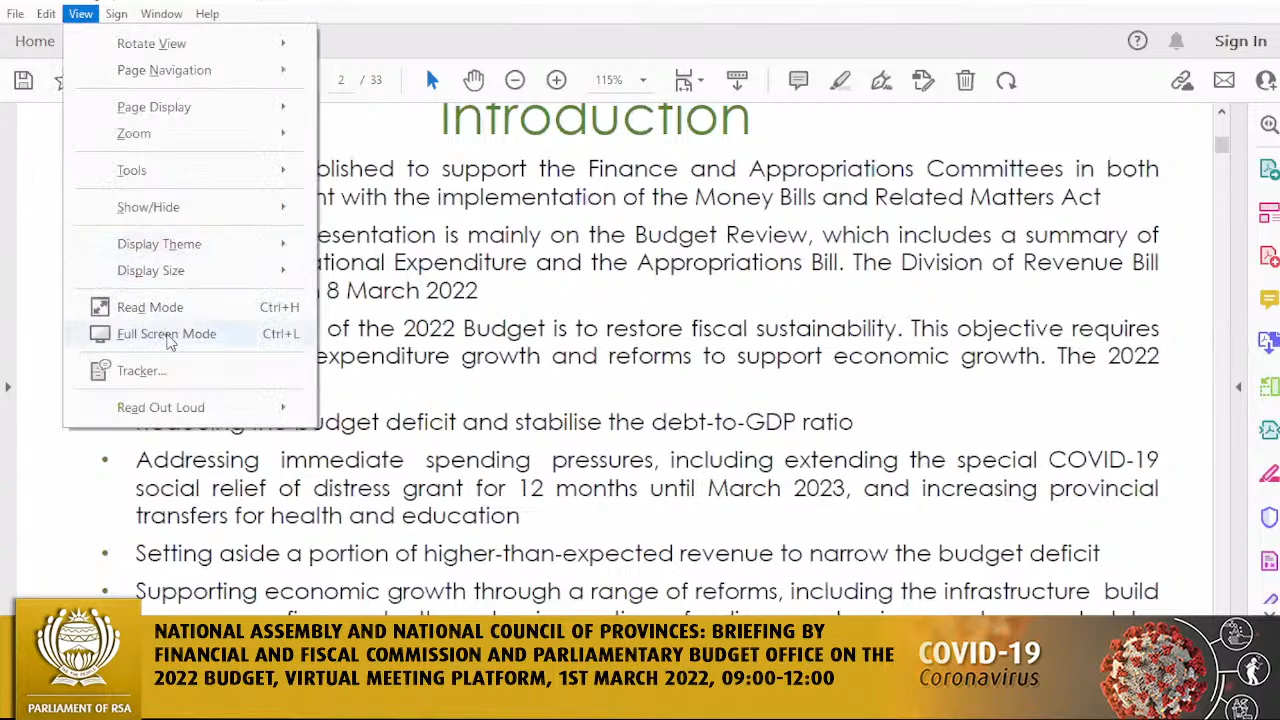 File Edit View Sign Window Help
Home
Sign In
2 / 33
115%
Rotate View
Page Navigation
Page Display
Zoom
Tools
Show/Hide
Display Theme
Display Size
Read Mode Ctrl+H
Full Screen Mode Ctrl+L
Tracker...
Read Out Loud
Introduction
blished to support the Finance and Appropriations Committees in both
nt with the implementation of the Money Bills and Related Matters Act
esentation is mainly on the Budget Review, which includes a summary of
ational Expenditure and the Appropriations Bill. The Division of Revenue Bill
8 March 2022
of the 2022 Budget is to restore fiscal sustainability. This objective requires
expenditure growth and reforms to support economic growth. The 2022
Reducing the budget deficit and stabilise the debt-to-GDP ratio
• Addressing immediate spending pressures, including extending the special COVID-19
social relief of distress grant for 12 months until March 2023, and increasing provincial
transfers for health and education
• Setting aside a portion of higher-than-expected revenue to narrow the budget deficit
• Supporting economic growth through a range of reforms, including the infrastructure build
PARLIAMENT OF RSA
NATIONAL ASSEMBLY AND NATIONAL COUNCIL OF PROVINCES: BRIEFING BY
FINANCIAL AND FISCAL COMMISSION AND PARLIAMENTARY BUDGET OFFICE ON THE
2022 BUDGET, VIRTUAL MEETING PLATFORM, 1ST MARCH 2022, 09:00-12:00
COVID-19
Coronavirus